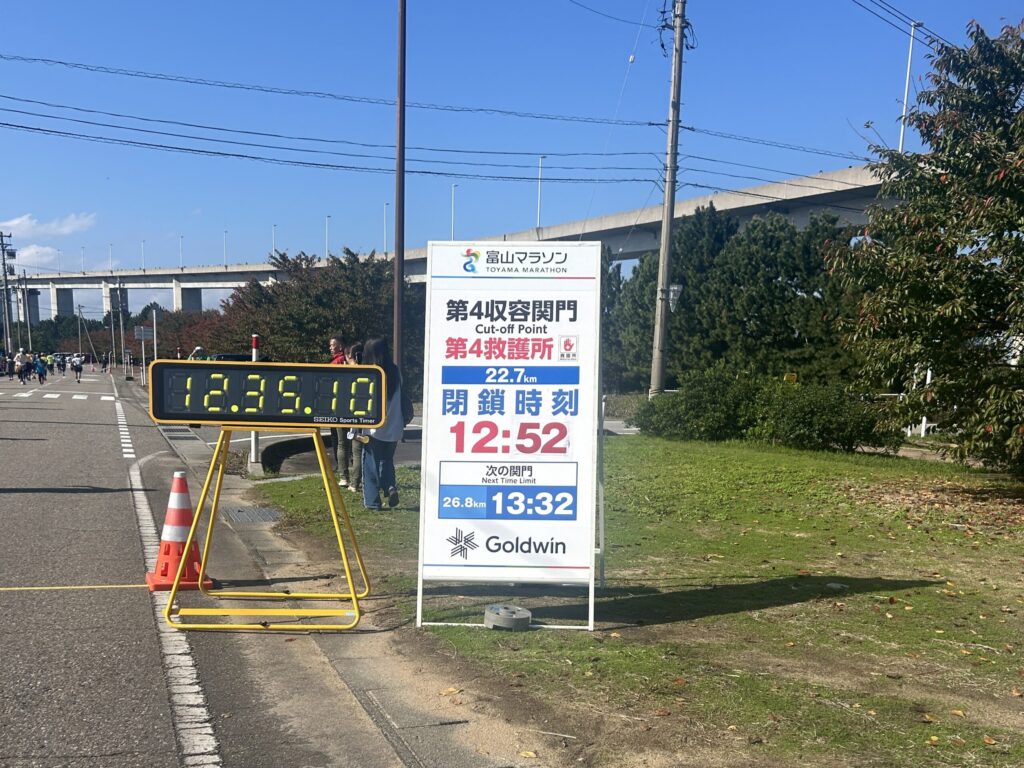 富山マラソン
TOYAMA MARATHON
第4収容関門
Cut-off Point
第4救護所
22.7km
閉鎖時刻
12:52
次の関門
Next Time Limit
26.8km 13:32
Goldwin
12.35.10
SEIKO Sports Timer